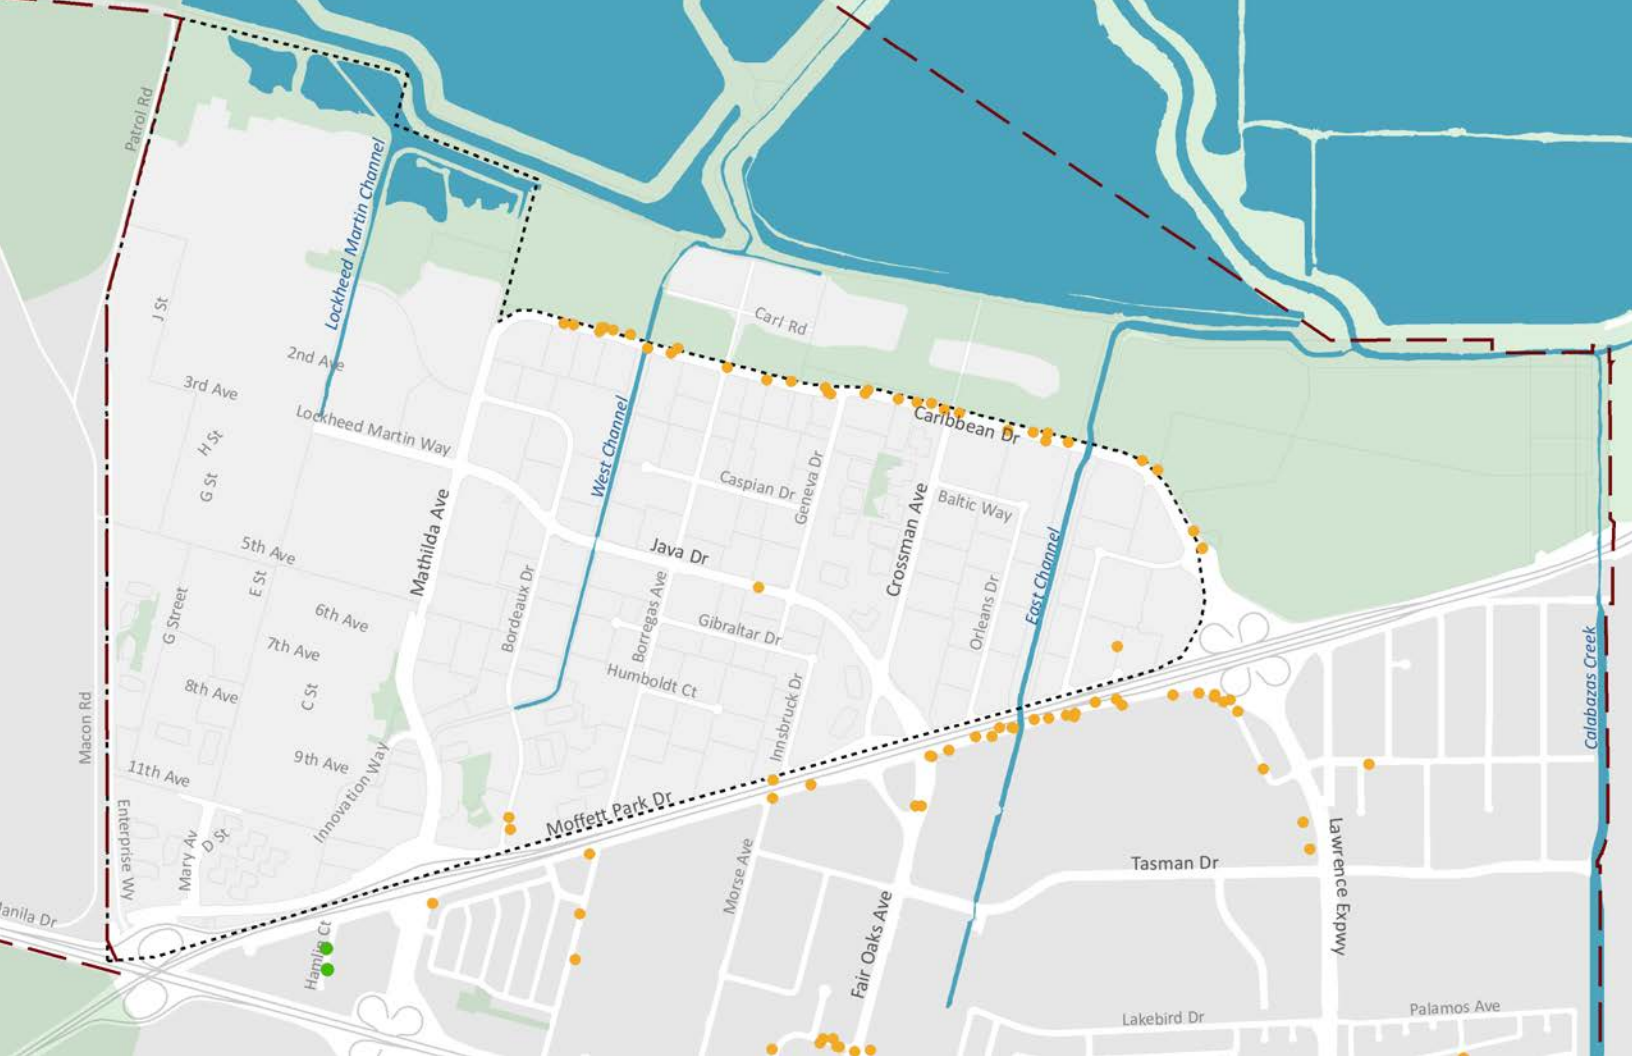 Patrol Rd
Lockheed Martin Channel
J St
Carl Rd
2nd Ave
3rd Ave
Lockheed Martin Way
Caribbean Dr
H St
G St
West Channel
Caspian Dr
Geneva Dr
Crossman Ave
Baltic Way
Mathilda Ave
5th Ave
E St
Java Dr
East Channel
G Street
6th Ave
Bordeaux Dr
Borregas Ave
Gibraltar Dr
Orleans Dr
7th Ave
8th Ave
C St
Humboldt Ct
Calabazas Creek
Macon Rd
9th Ave
11th Ave
Innovation Way
Innsbruck Dr
Moffett Park Dr
Enterprise Wy
Mary Av
D St
Morse Ave
Tasman Dr
Lawrence Expwy
Manila Dr
Hamlin Ct
Fair Oaks Ave
Lakebird Dr
Palamos Ave